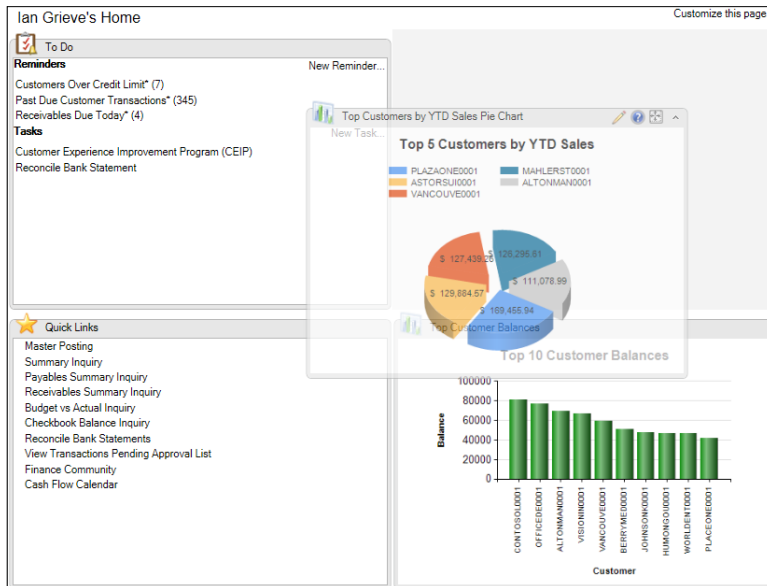 Ian Grieve's Home
Customize this page
To Do
Reminders
New Reminder...
Customers Over Credit Limit* (7)
Past Due Customer Transactions* (345)
Receivables Due Today* (4)
Tasks
New Task...
Customer Experience Improvement Program (CEIP)
Reconcile Bank Statement
Top Customers by YTD Sales Pie Chart
Top 5 Customers by YTD Sales
PLAZAONE0001
MAHLERST0001
ASTORSUI0001
ALTONMAN0001
VANCOUVE0001
$ 127,439.26
$ 126,296.61
$ 111,078.99
$ 129,884.57
$ 169,456.94
Quick Links
Master Posting
Summary Inquiry
Payables Summary Inquiry
Receivables Summary Inquiry
Budget vs Actual Inquiry
Checkbook Balance Inquiry
Reconcile Bank Statements
View Transactions Pending Approval List
Finance Community
Cash Flow Calendar
Top Customer Balances
Top 10 Customer Balances
Balance
100000
80000
60000
40000
20000
0
CONTOSOL0001
OFFICEDE0001
ALTONMAN0001
VISIONIN0001
VANCOUVE0001
BERRYMED0001
JOHNSONK0001
HUMONGOU0001
WORLDENT0001
PLACEONE0001
Customer